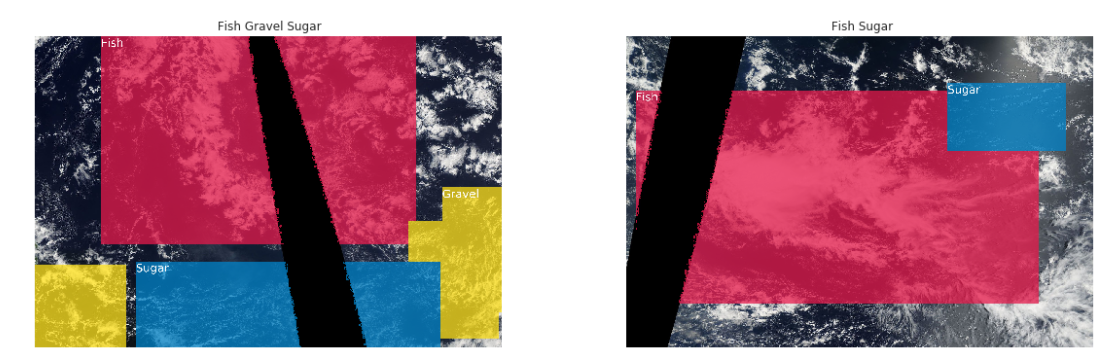 Fish Gravel Sugar
Fish
Gravel
Sugar
Fish Sugar
Sugar
Fish